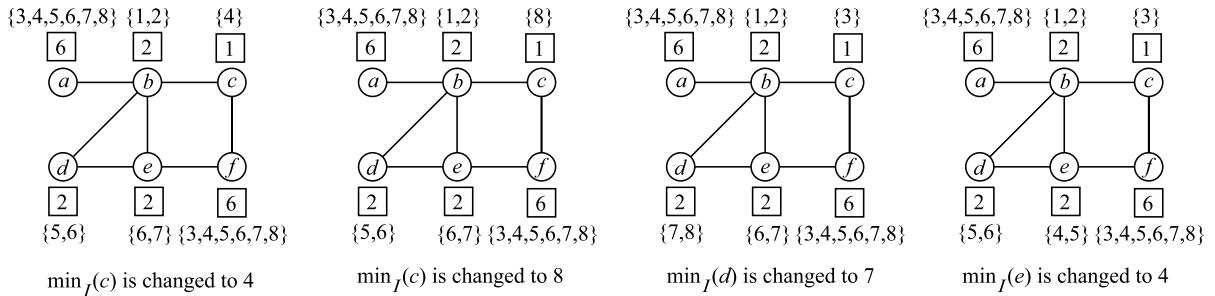 {3,4,5,6,7,8} {1,2} {4} {3,4,5,6,7,8} {1,2} {8} {3,4,5,6,7,8} {1,2} {3} {3,4,5,6,7,8} {1,2} {3}
6 2 1 6 2 1 6 2 1 6 2 1
a b c a b c a b c a b c
d e f d e f d e f d e f
2 2 6 2 2 6 2 2 6 2 2 6
{5,6} {6,7} {3,4,5,6,7,8} {5,6} {6,7} {3,4,5,6,7,8} {7,8} {6,7} {3,4,5,6,7,8} {5,6} {4,5} {3,4,5,6,7,8}
min_I(c) is changed to 4 min_I(c) is changed to 8 min_I(d) is changed to 7 min_I(e) is changed to 4